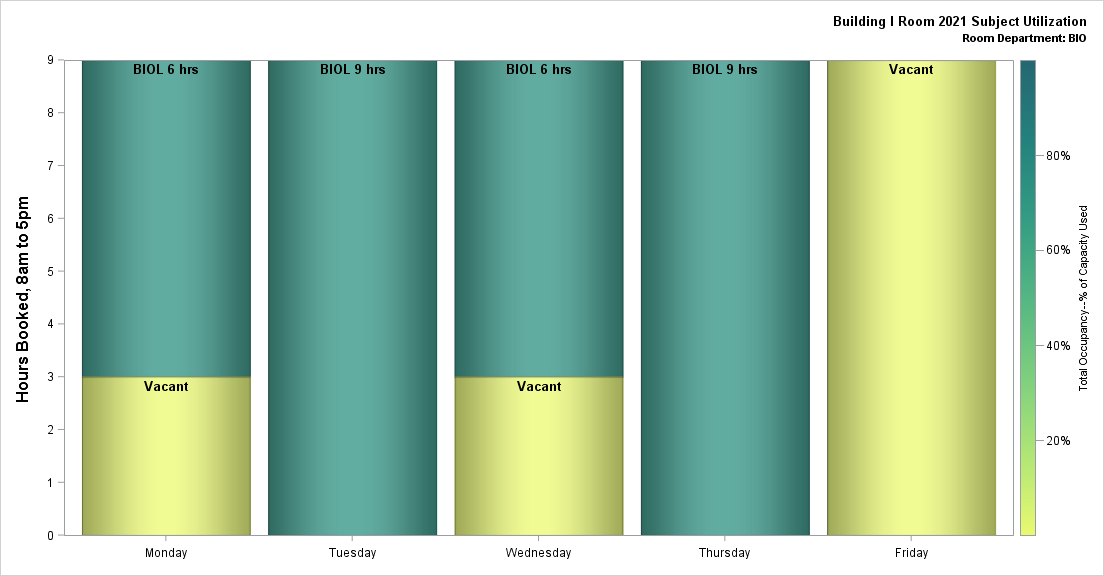 Building I Room 2021 Subject Utilization
Room Department: BIO
Hours Booked, 8am to 5pm
9
8
7
6
5
4
3
2
1
0
BIOL 6 hrs
BIOL 9 hrs
BIOL 6 hrs
BIOL 9 hrs
Vacant
Vacant
Vacant
Monday
Tuesday
Wednesday
Thursday
Friday
80%
60%
40%
20%
Total Occupancy--% of Capacity Used